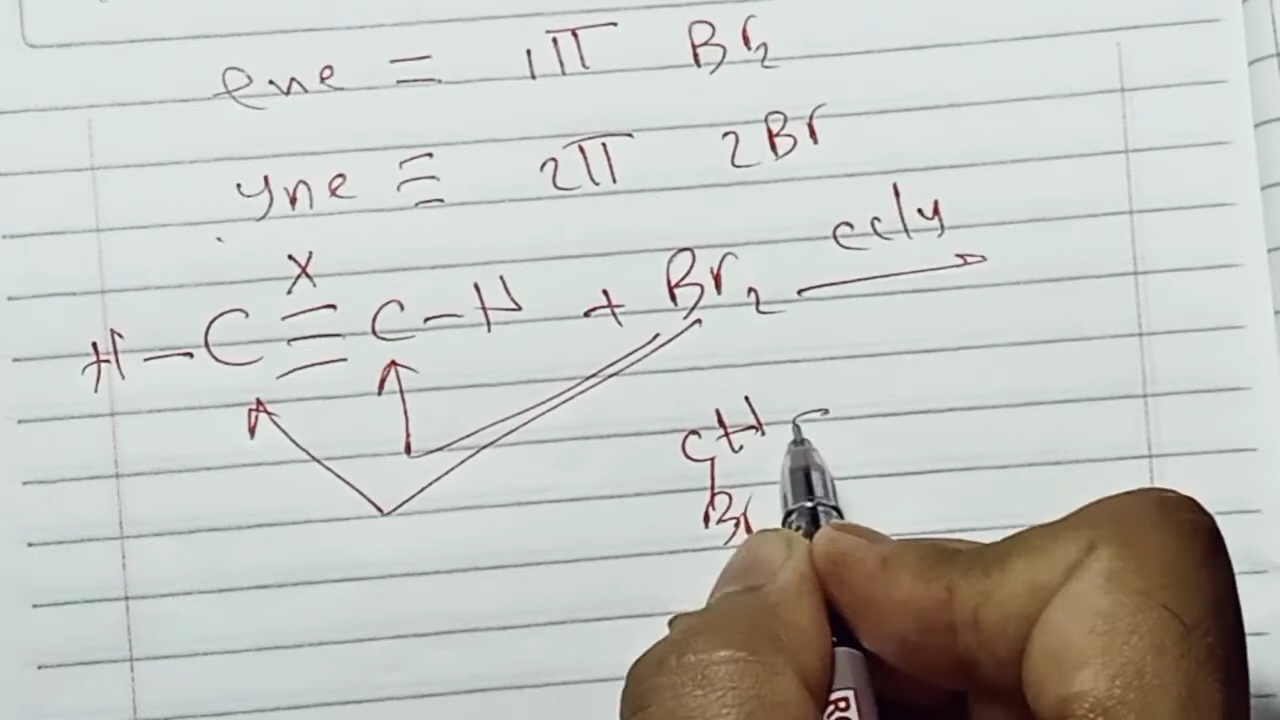 ene = 1π Br2
yne ≡ 2π 2Br
x
H-C≡C-H + Br2 ccl4
CH
Br